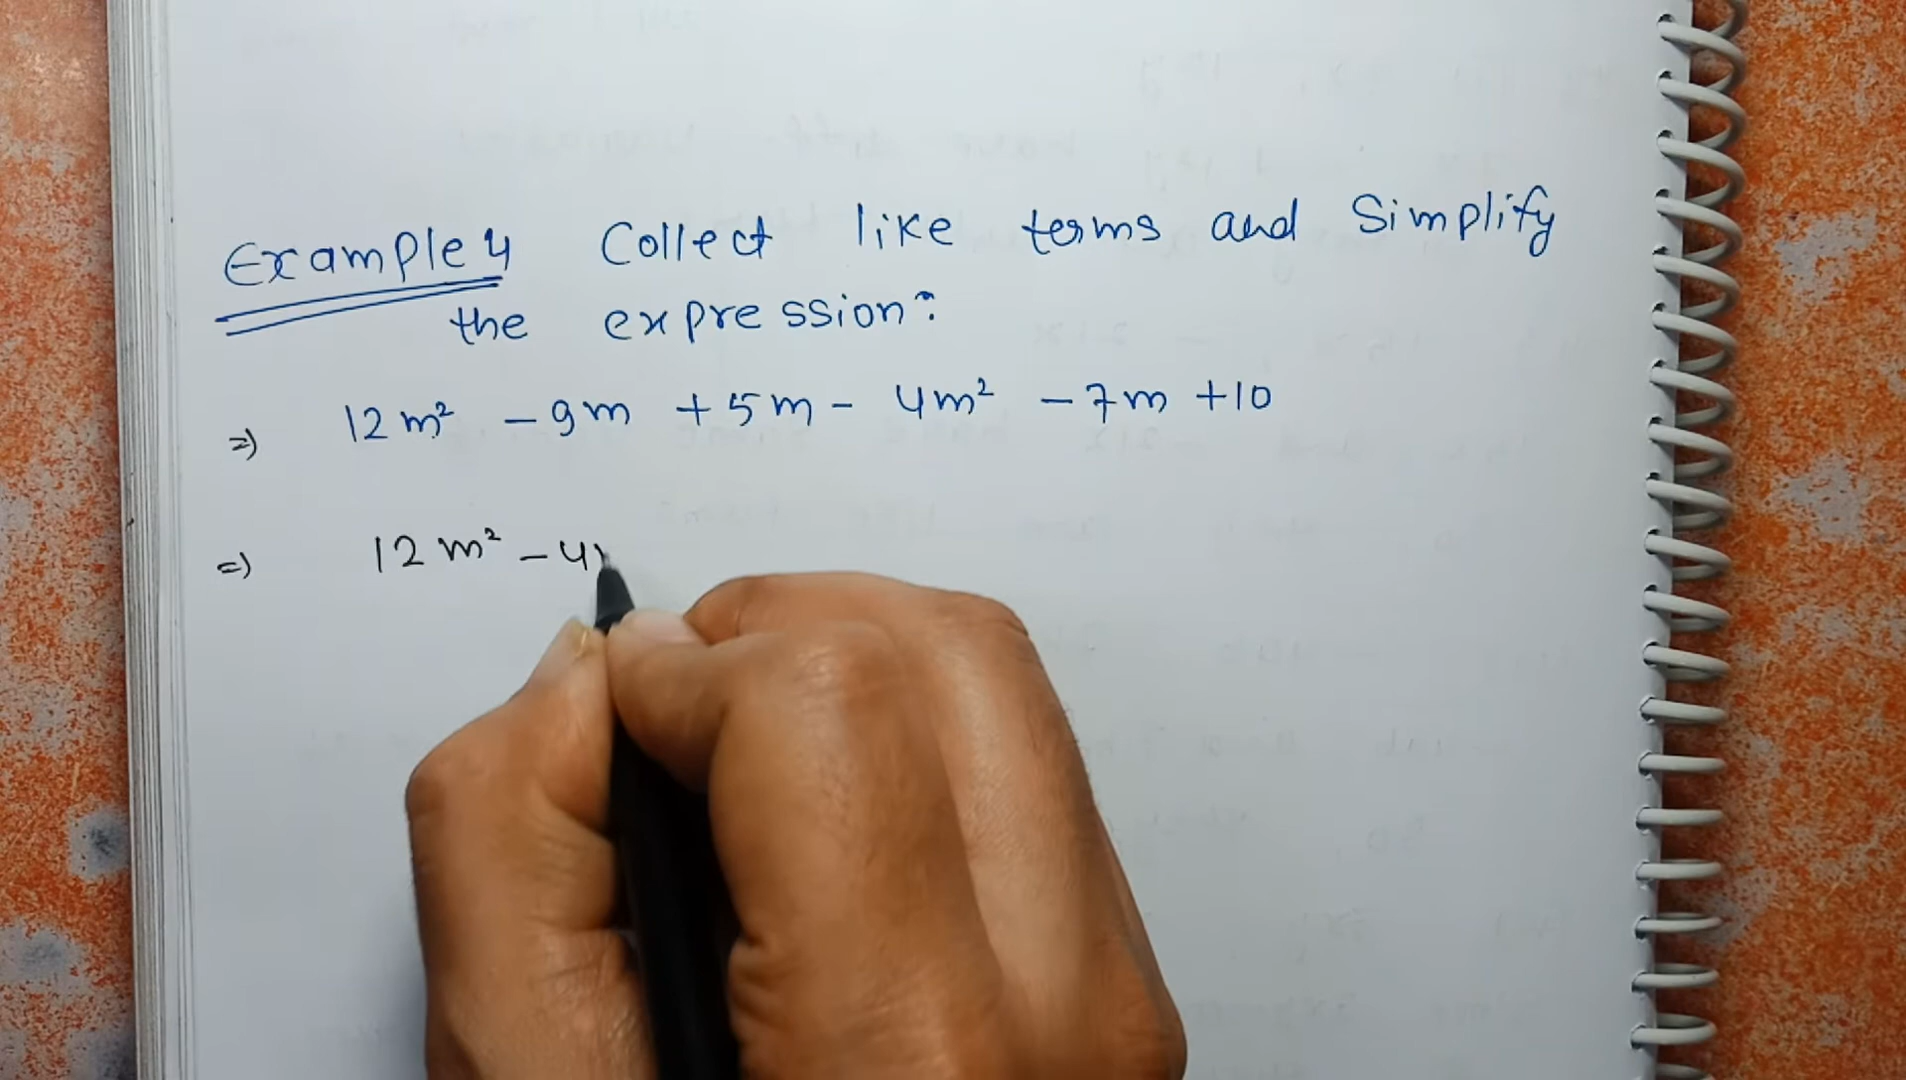 Example 4 Collect like terms and Simplify
the expression?
=) 12m² - 9m + 5m - 4m² - 7m + 10
=) 12m² - 4